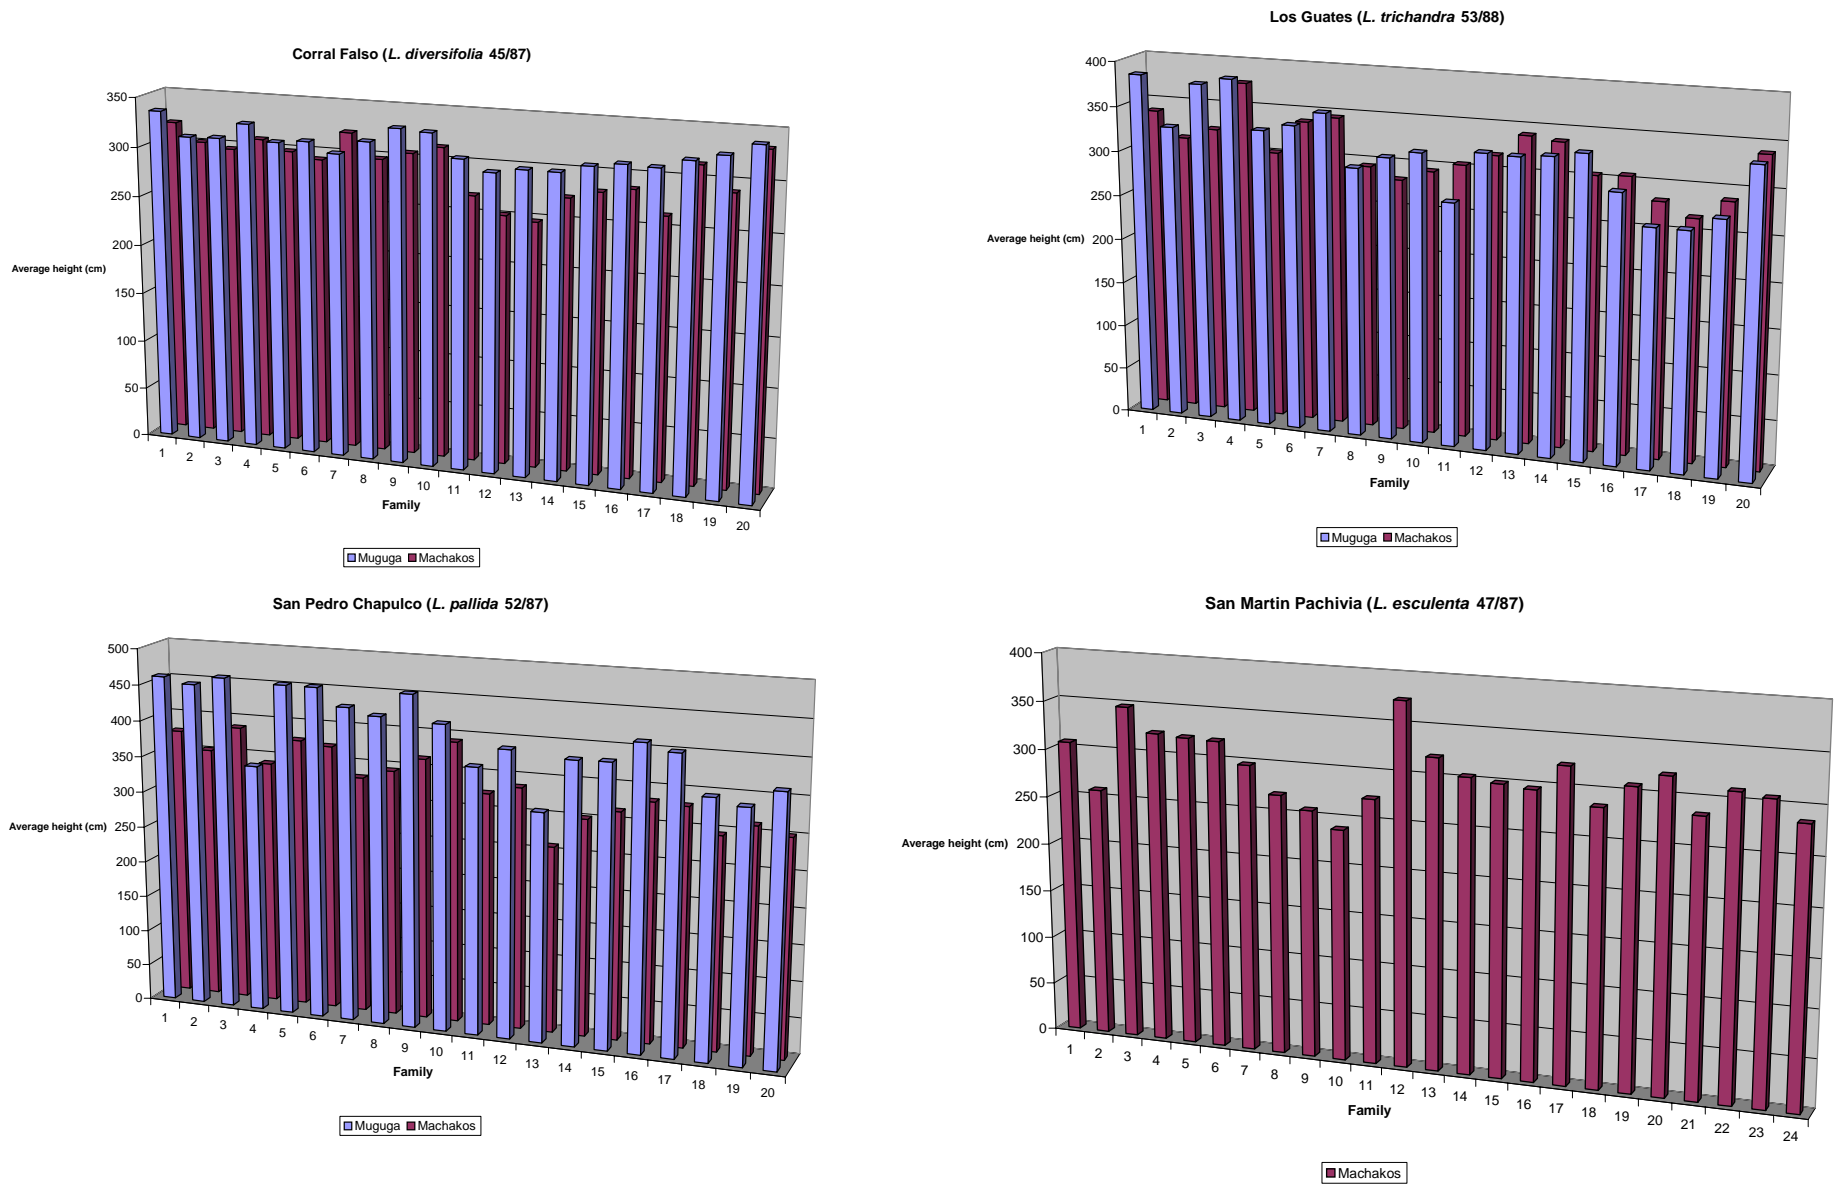 Corral Falso (L. diversifolia 45/87)
350
300
250
200
150
100
50
0
Average height (cm)
1 2 3 4 5 6 7 8 9 10 11 12 13 14 15 16 17 18 19 20
Family
Muguga Machakos
Los Guates (L. trichandra 53/88)
400
350
300
250
200
150
100
50
0
Average height (cm)
1 2 3 4 5 6 7 8 9 10 11 12 13 14 15 16 17 18 19 20
Family
Muguga Machakos
San Pedro Chapulco (L. pallida 52/87)
500
450
400
350
300
250
200
150
100
50
0
Average height (cm)
1 2 3 4 5 6 7 8 9 10 11 12 13 14 15 16 17 18 19 20
Family
Muguga Machakos
San Martin Pachivia (L. esculenta 47/87)
400
350
300
250
200
150
100
50
0
Average height (cm)
1 2 3 4 5 6 7 8 9 10 11 12 13 14 15 16 17 18 19 20 21 22 23 24
Family
Machakos